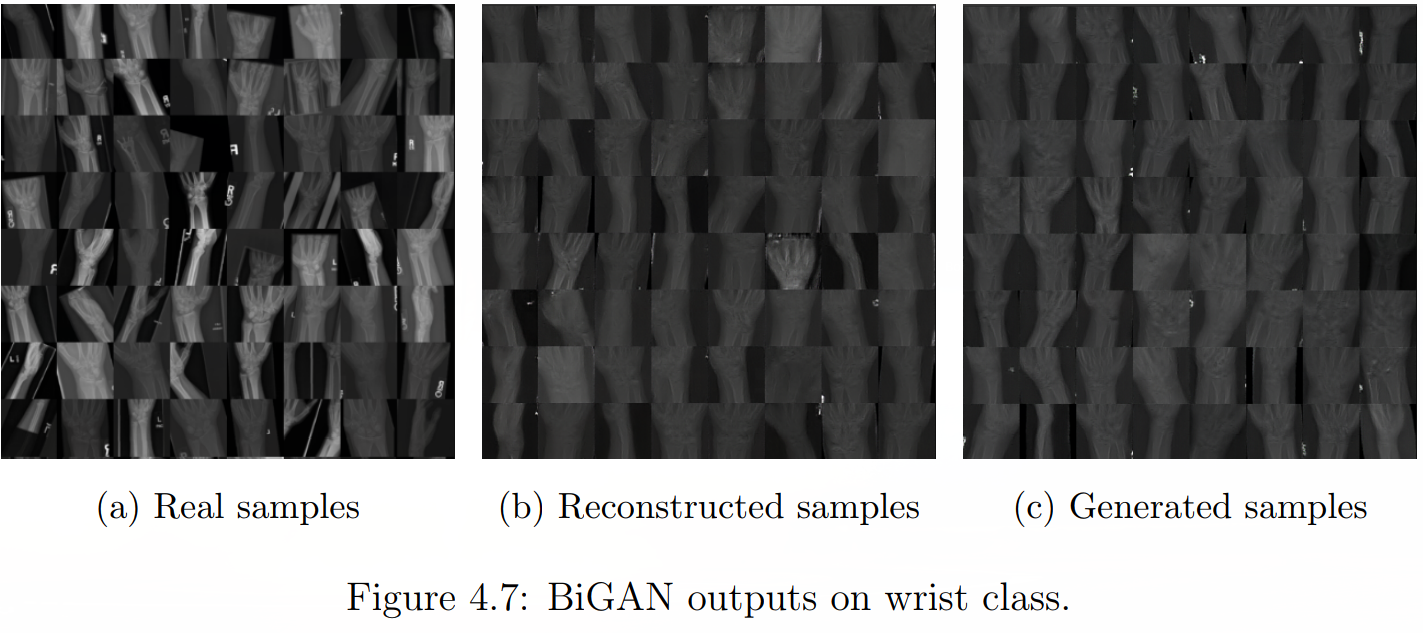 (a) Real samples
(b) Reconstructed samples
(c) Generated samples
Figure 4.7: BiGAN outputs on wrist class.